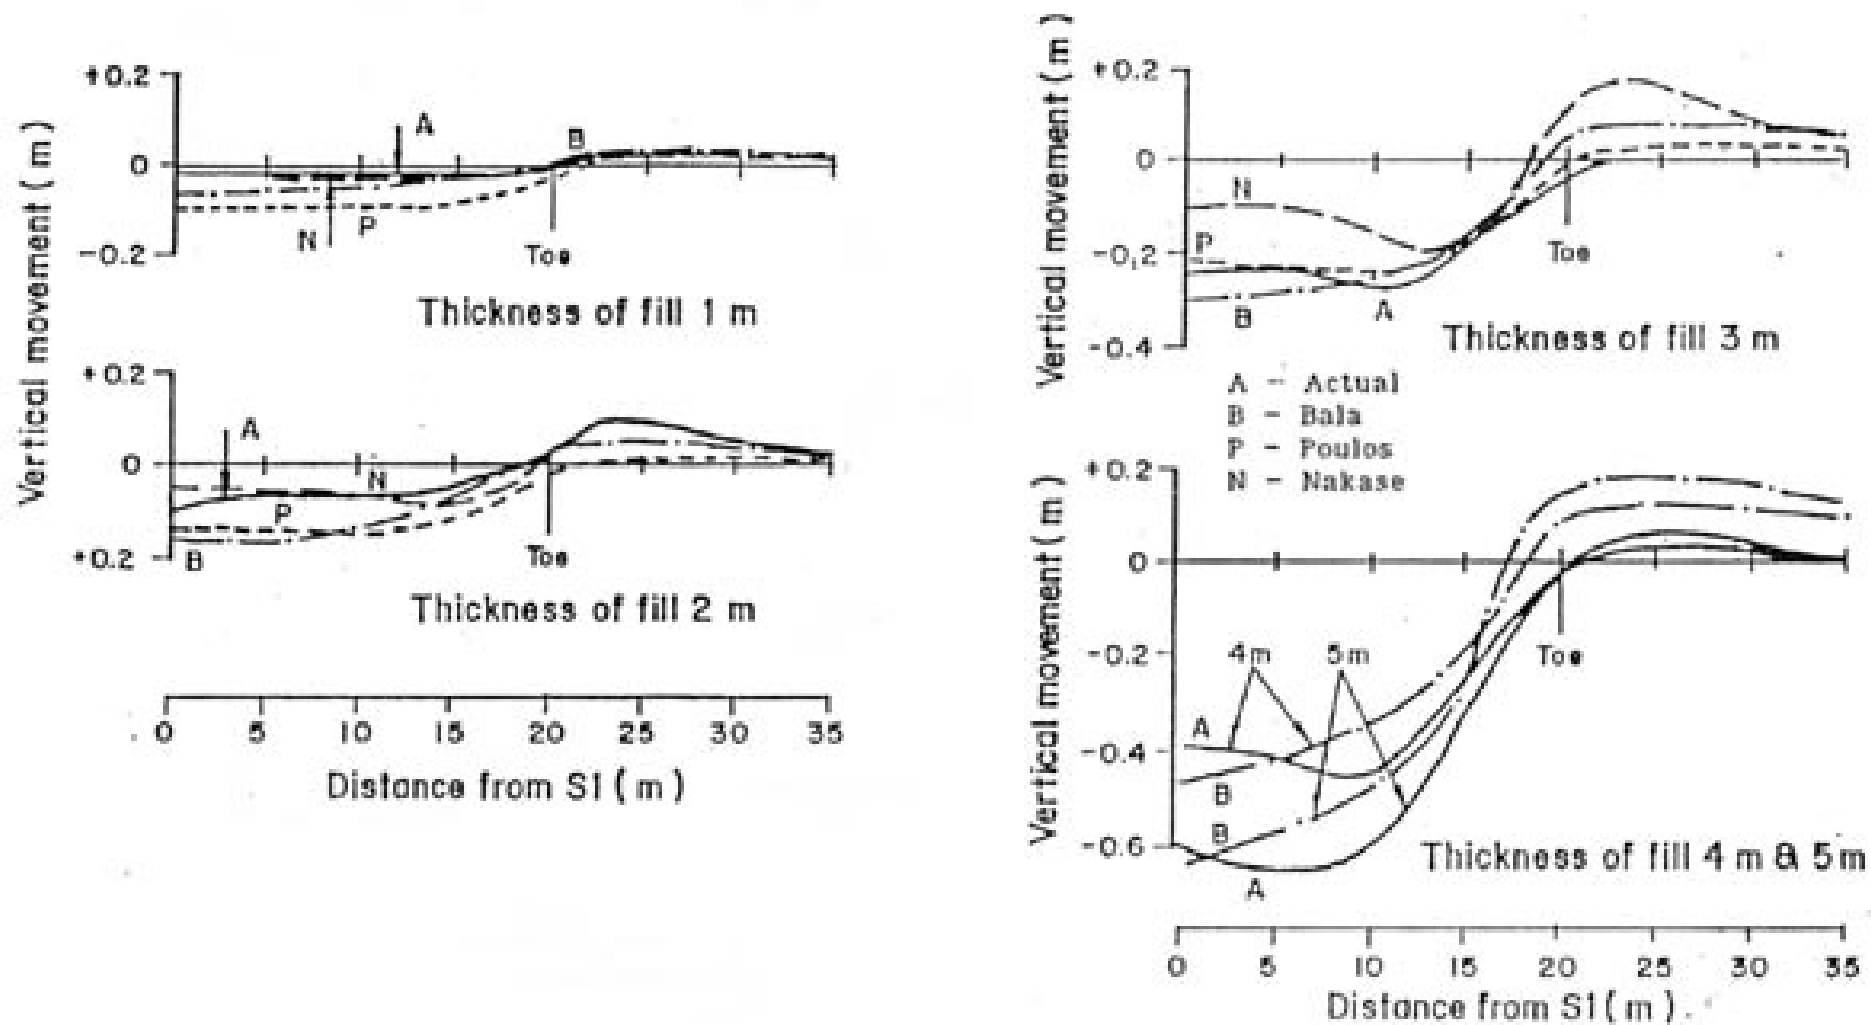 Vertical movement ( m )
+0.2
0
-0.2
A
B
N
P
Toe
Thickness of fill 1 m
+0.2
0
+0.2
A
N
P
B
Toe
Thickness of fill 2 m
0 5 10 15 20 25 30 35
Distance from S1 ( m )
Vertical movement ( m )
+0.2
0
-0.2
-0.4
N
P
B
A
Toe
Thickness of fill 3 m
A - Actual
B - Bala
P - Poulos
N - Nakase
Vertical movement ( m )
+0.2
0
-0.2
-0.4
-0.6
4m
5m
A
B
B
A
Toe
Thickness of fill 4 m & 5m
0 5 10 15 20 25 30 35
Distance from S1 ( m ).